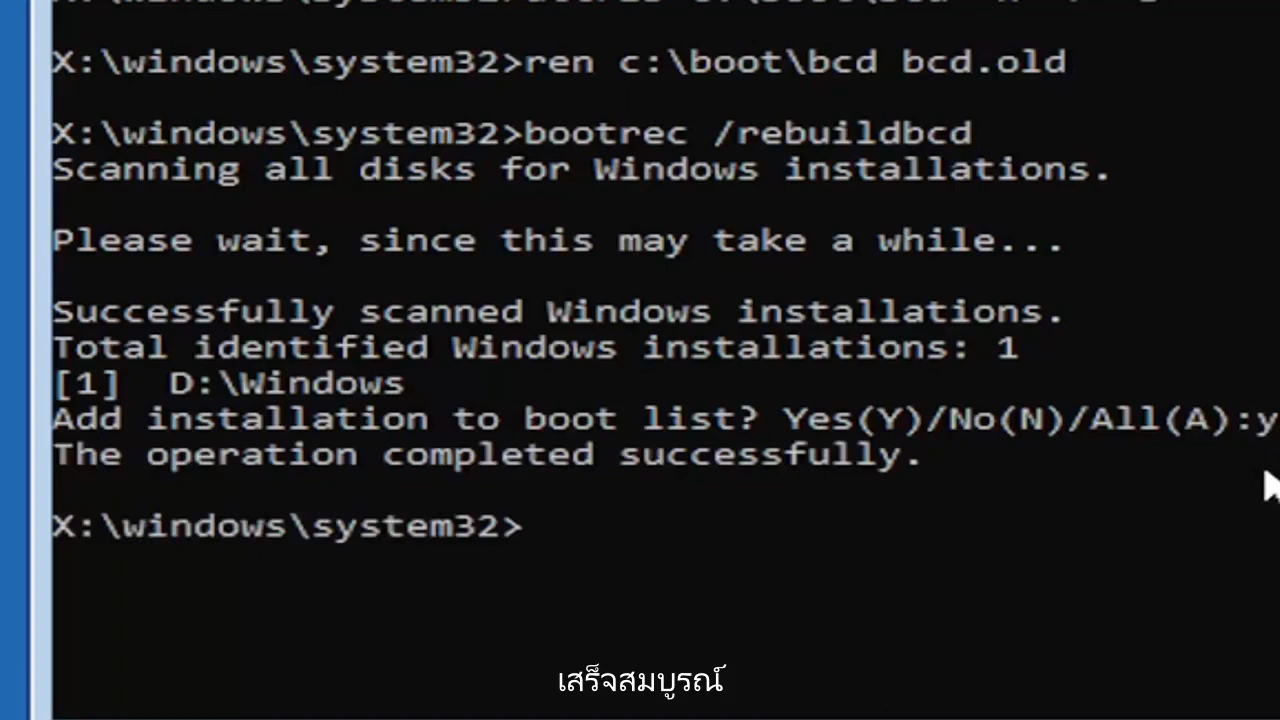 X:\windows\system32>ren c:\boot\bcd bcd.old
X:\windows\system32>bootrec /rebuildbcd
Scanning all disks for Windows installations.
Please wait, since this may take a while...
Successfully scanned Windows installations.
Total identified Windows installations: 1
[1]  D:\Windows
Add installation to boot list? Yes(Y)/No(N)/All(A):y
The operation completed successfully.
X:\windows\system32>
เสร็จสมบูรณ์